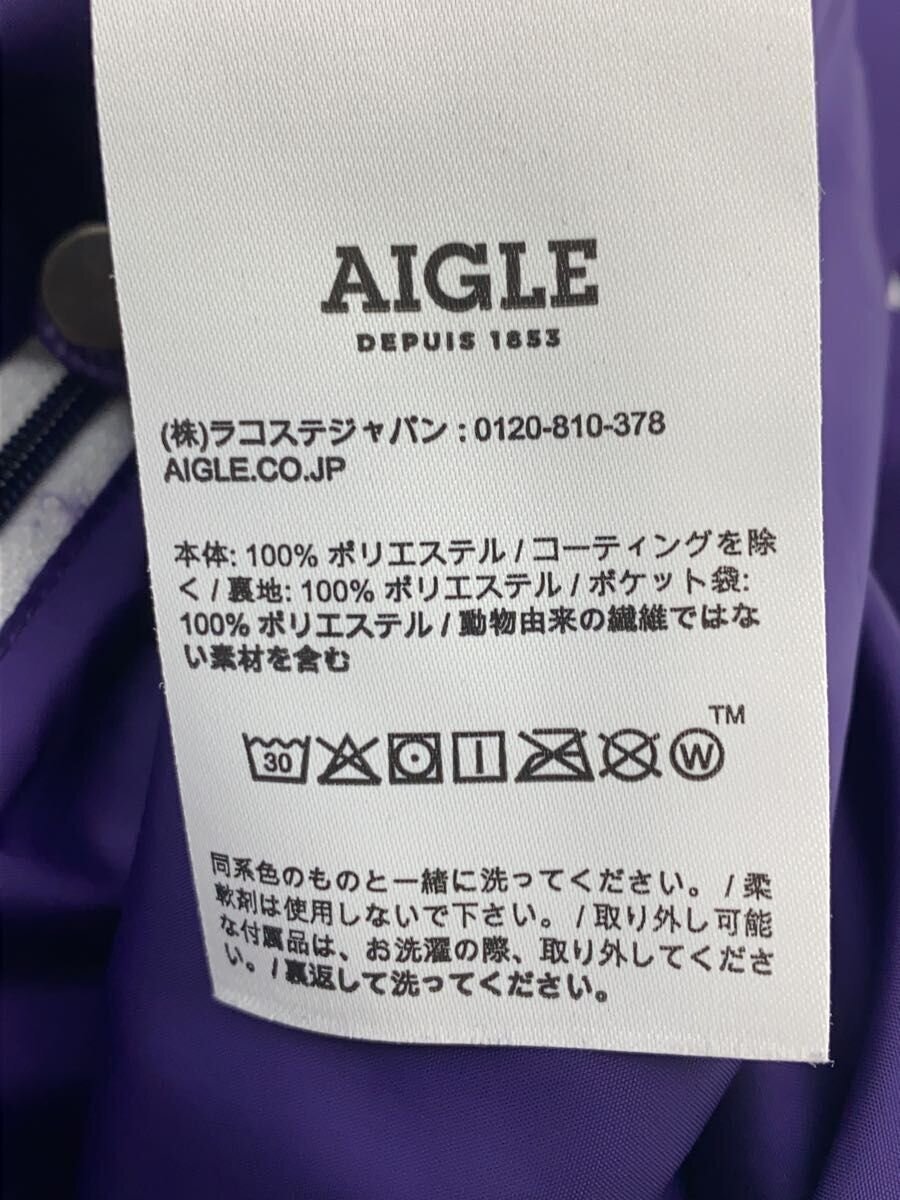 AIGLE
DEPUIS 1853
(株)ラコステジャパン : 0120-810-378
AIGLE.CO.JP
本体: 100% ポリエステル / コーティングを除
く / 裏地: 100% ポリエステル / ポケット袋:
100% ポリエステル / 動物由来の繊維ではな
い素材を含む
30
W
TM
同系色のものと一緒に洗ってください。 / 柔
軟剤は使用しないで下さい。 / 取り外し可能
な付属品は、お洗濯の際、取り外してくださ
い。 / 裏返して洗ってください。